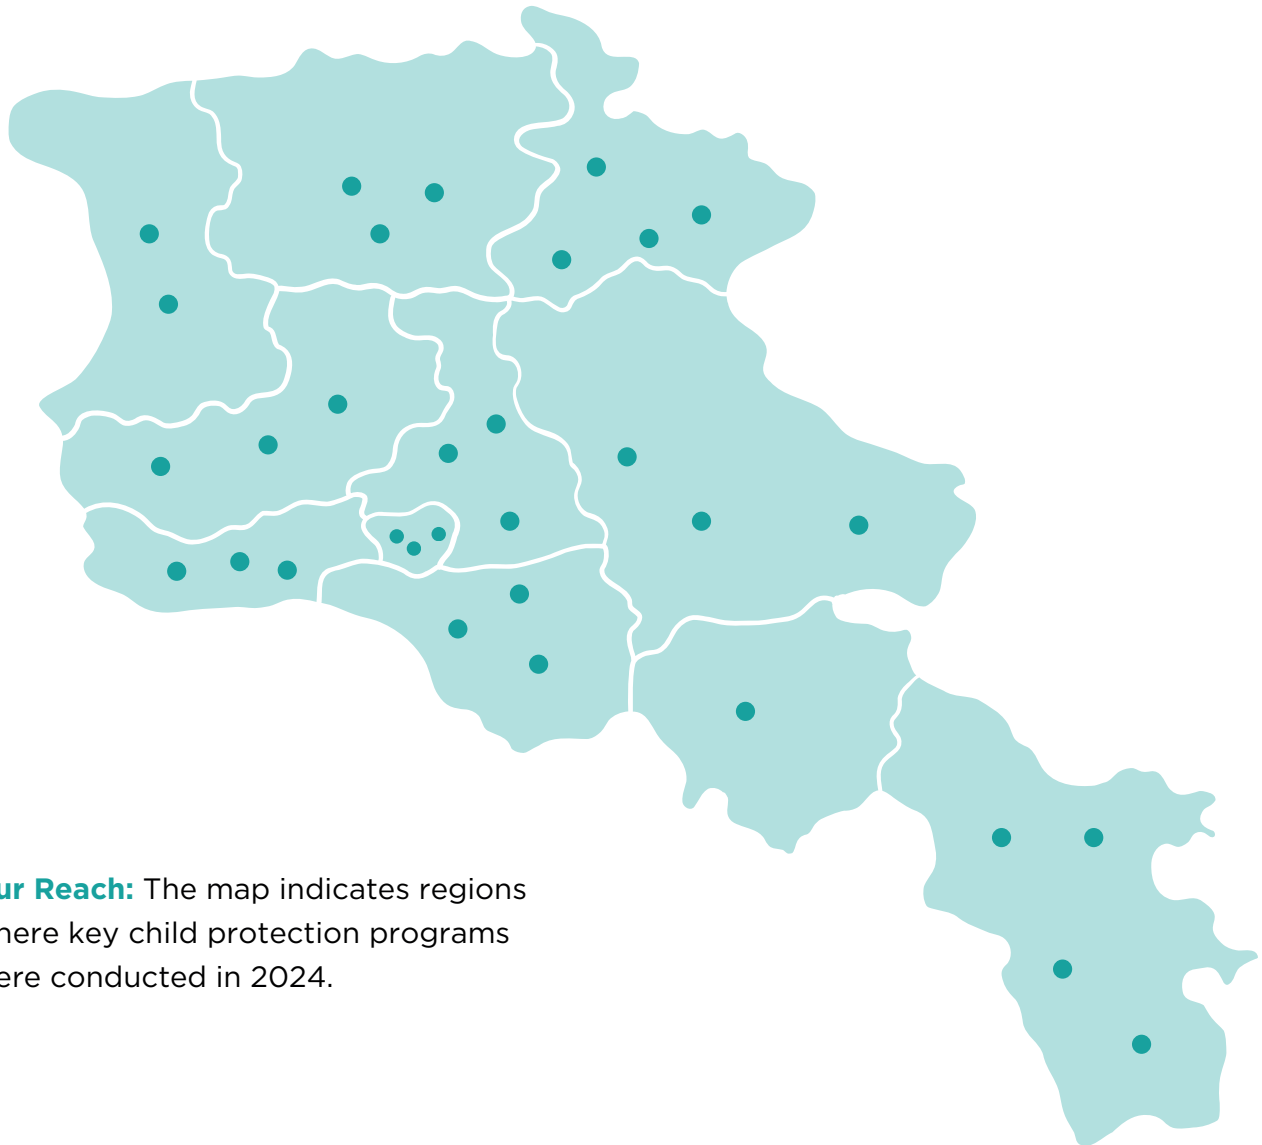 ur Reach: The map indicates regions
here key child protection programs
ere conducted in 2024.